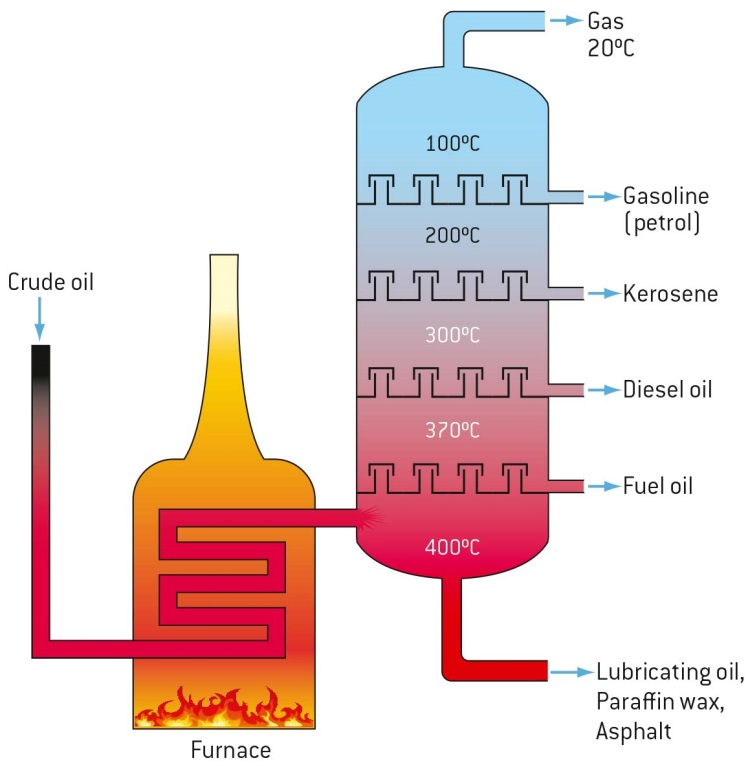 Gas
20ºC
100ºC
Gasoline
(petrol)
200ºC
Crude oil
Kerosene
300ºC
Diesel oil
370ºC
Fuel oil
400ºC
Lubricating oil,
Paraffin wax,
Asphalt
Furnace